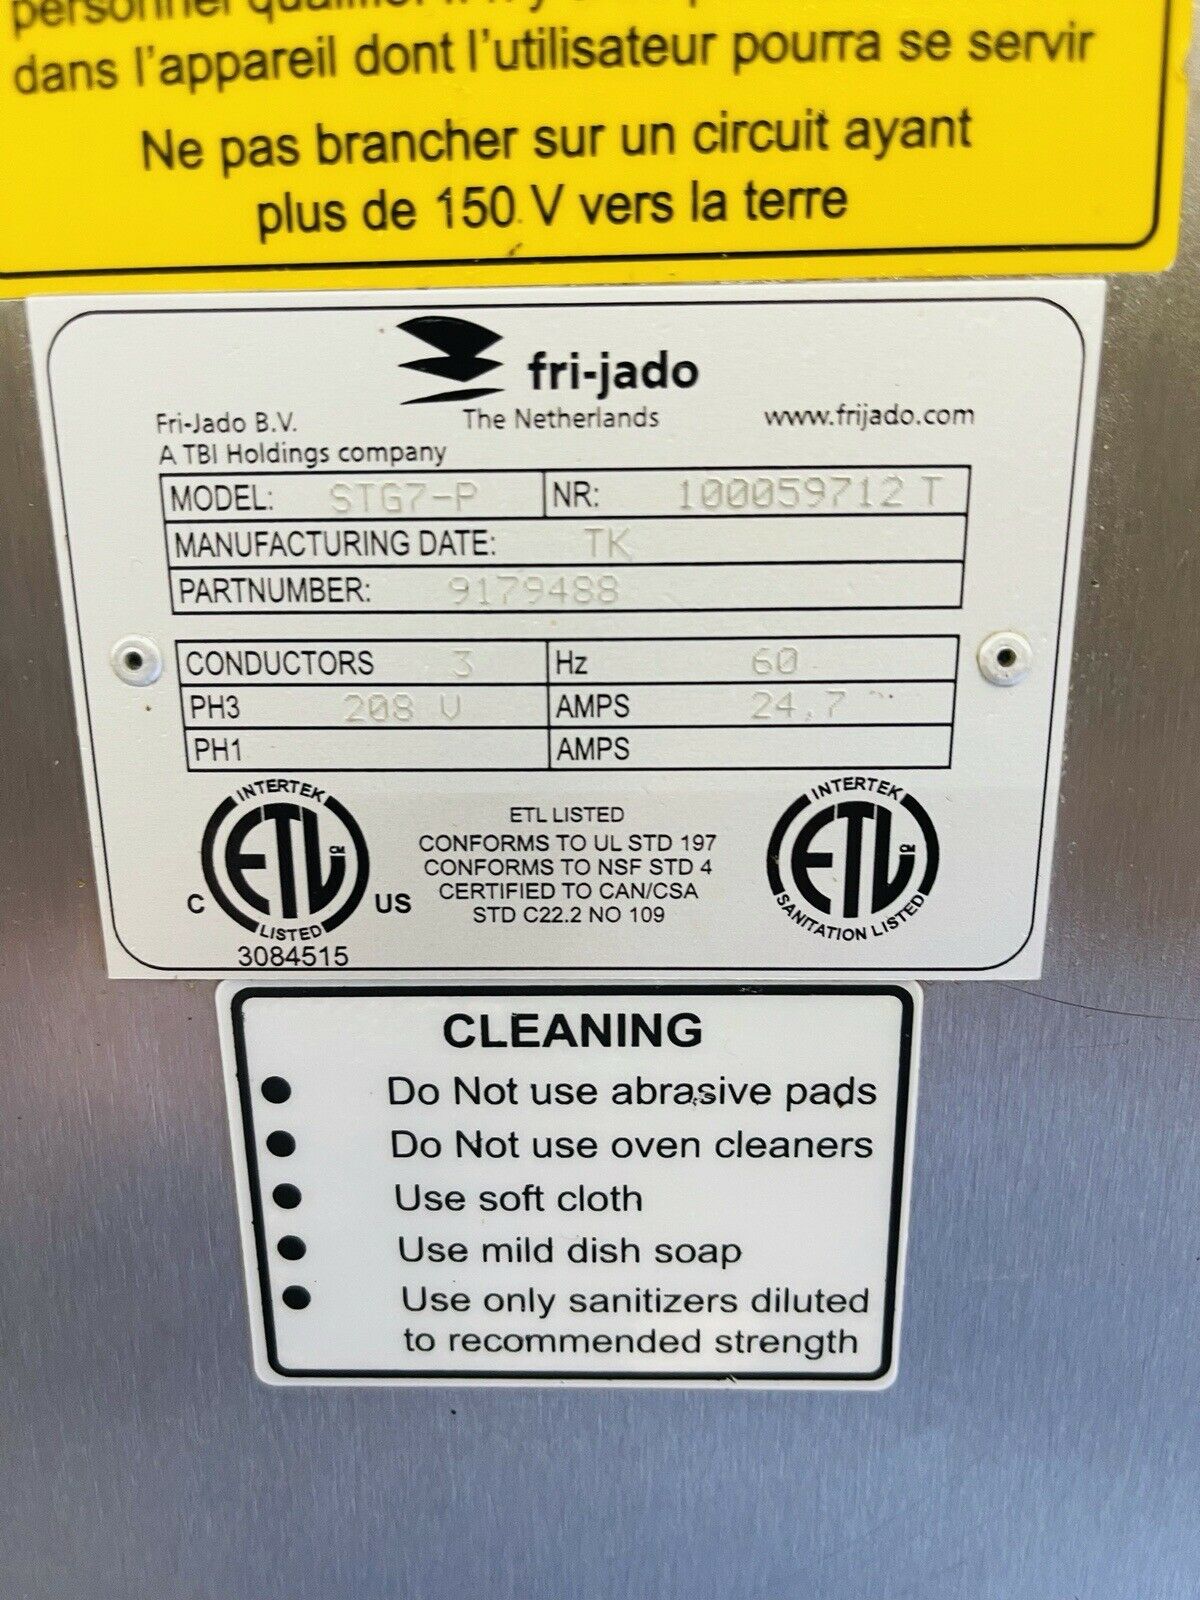 personnel qualifié.
dans l'appareil dont l'utilisateur pourra se servir
Ne pas brancher sur un circuit ayant
plus de 150 V vers la terre
fri-jado
Fri-Jado B.V. The Netherlands www.frijado.com
A TBI Holdings company
MODEL: STG7-P NR: 100059712 T
MANUFACTURING DATE: TK
PARTNUMBER: 9179488
CONDUCTORS 3 Hz 60
PH3 208 V AMPS 24,7
PH1 AMPS
INTERTEK
ETL CM
C US
LISTED
3084515
ETL LISTED
CONFORMS TO UL STD 197
CONFORMS TO NSF STD 4
CERTIFIED TO CAN/CSA
STD C22.2 NO 109
INTERTEK
ETL CM
SANITATION LISTED
CLEANING
● Do Not use abrasive pads
● Do Not use oven cleaners
● Use soft cloth
● Use mild dish soap
● Use only sanitizers diluted
to recommended strength